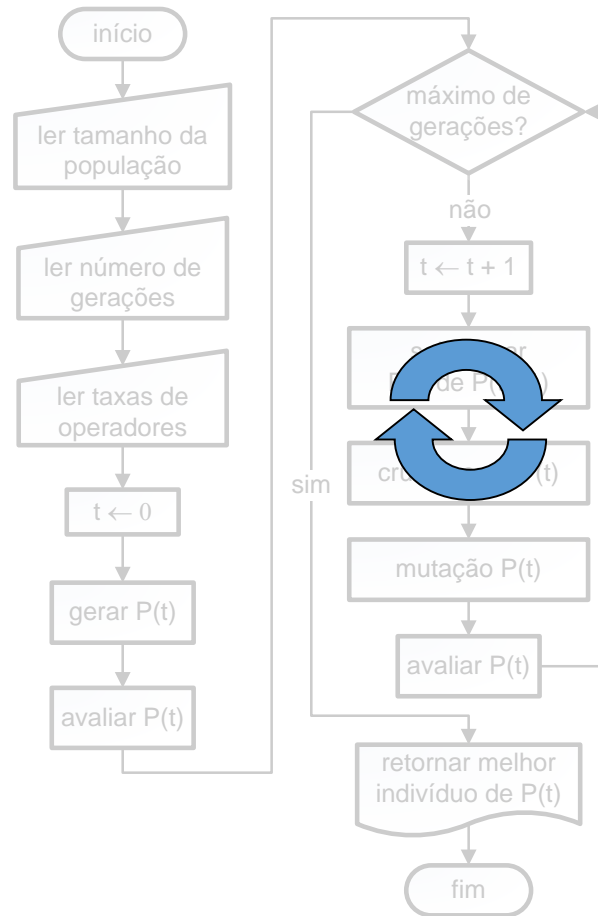 início
ler tamanho da
população
ler número de
gerações
ler taxas de
operadores
t ← 0
gerar P(t)
avaliar P(t)
máximo de
gerações?
não
sim
t ← t + 1
de P(
t)
mutação P(t)
avaliar P(t)
retornar melhor
indivíduo de P(t)
fim